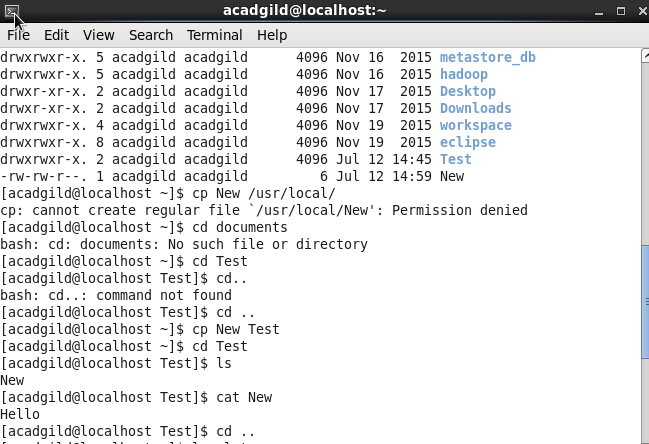 acadgild@localhost:~
File Edit View Search Terminal Help
drwxrwxr-x. 5 acadgild acadgild      4096 Nov 16  2015 metastore_db
drwxrwxr-x. 5 acadgild acadgild      4096 Nov 16  2015 hadoop
drwxr-xr-x. 2 acadgild acadgild      4096 Nov 17  2015 Desktop
drwxr-xr-x. 2 acadgild acadgild      4096 Nov 17  2015 Downloads
drwxrwxr-x. 4 acadgild acadgild      4096 Nov 19  2015 workspace
drwxrwxr-x. 8 acadgild acadgild      4096 Nov 19  2015 eclipse
drwxrwxr-x. 2 acadgild acadgild      4096 Jul 12 14:45 Test
-rw-rw-r--. 1 acadgild acadgild         6 Jul 12 14:59 New
[acadgild@localhost ~]$ cp New /usr/local/
cp: cannot create regular file `/usr/local/New': Permission denied
[acadgild@localhost ~]$ cd documents
bash: cd: documents: No such file or directory
[acadgild@localhost ~]$ cd Test
[acadgild@localhost Test]$ cd..
bash: cd..: command not found
[acadgild@localhost Test]$ cd ..
[acadgild@localhost ~]$ cp New Test
[acadgild@localhost ~]$ cd Test
[acadgild@localhost Test]$ ls
New
[acadgild@localhost Test]$ cat New
Hello
[acadgild@localhost Test]$ cd ..